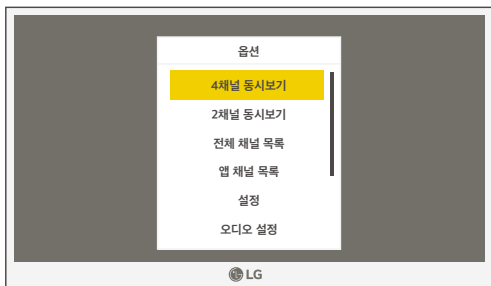 옵션
4채널 동시보기
2채널 동시보기
전체 채널 목록
앱 채널 목록
설정
오디오 설정
LG